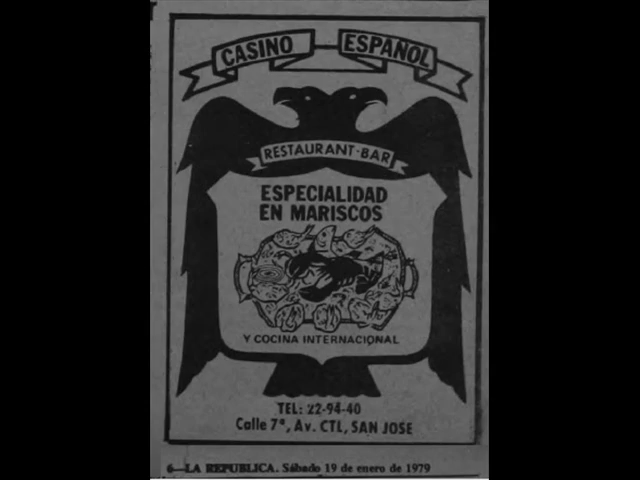 CASINO ESPAÑOL
RESTAURANT-BAR
ESPECIALIDAD
EN MARISCOS
Y COCINA INTERNACIONAL
TEL: 22-94-40
Calle 7ª, Av. CTL, SAN JOSE
6—LA REPUBLICA. Sábado 19 de enero de 1979